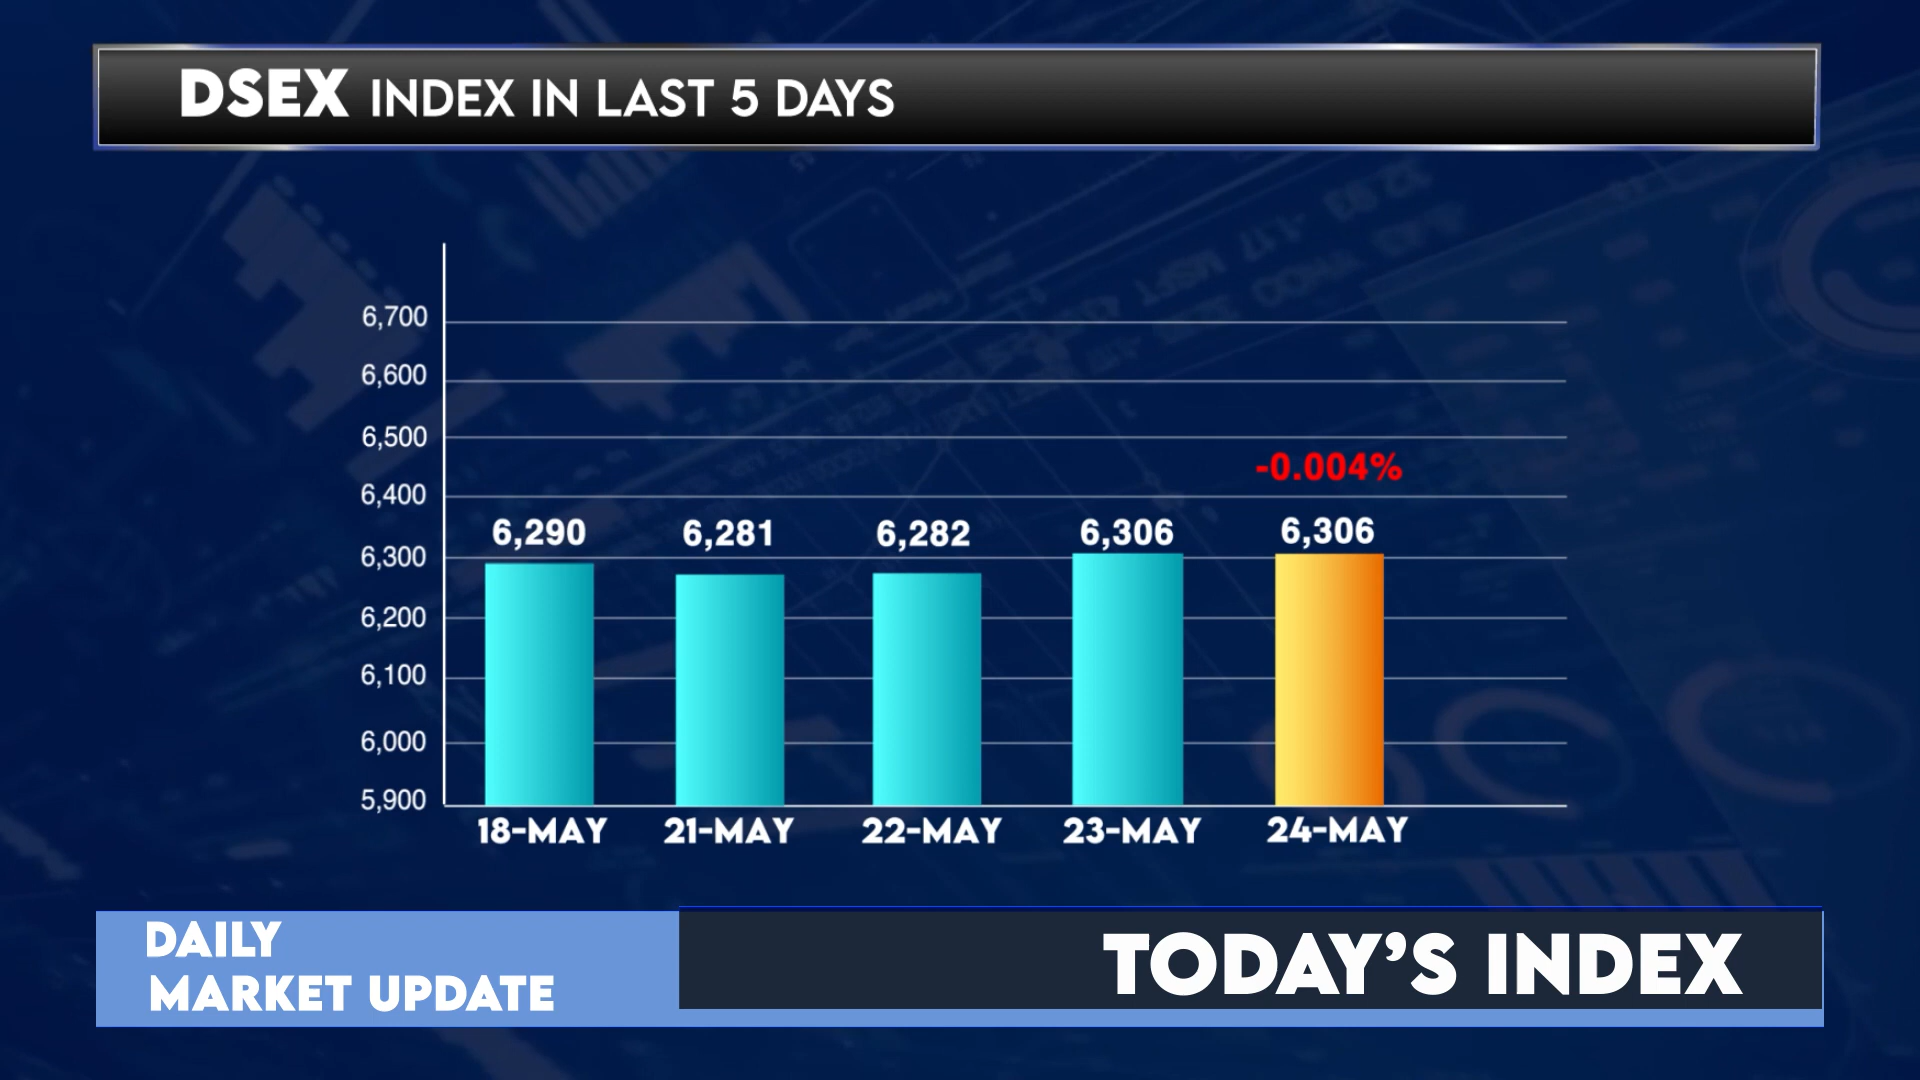 DSEX INDEX IN LAST 5 DAYS
6,700
6,600
6,500
-0.004%
6,400
6,290 6,281 6,282 6,306 6,306
6,300
6,200
6,100
6,000
5,900
18-MAY 21-MAY 22-MAY 23-MAY 24-MAY
DAILY
MARKET UPDATE
TODAY'S INDEX